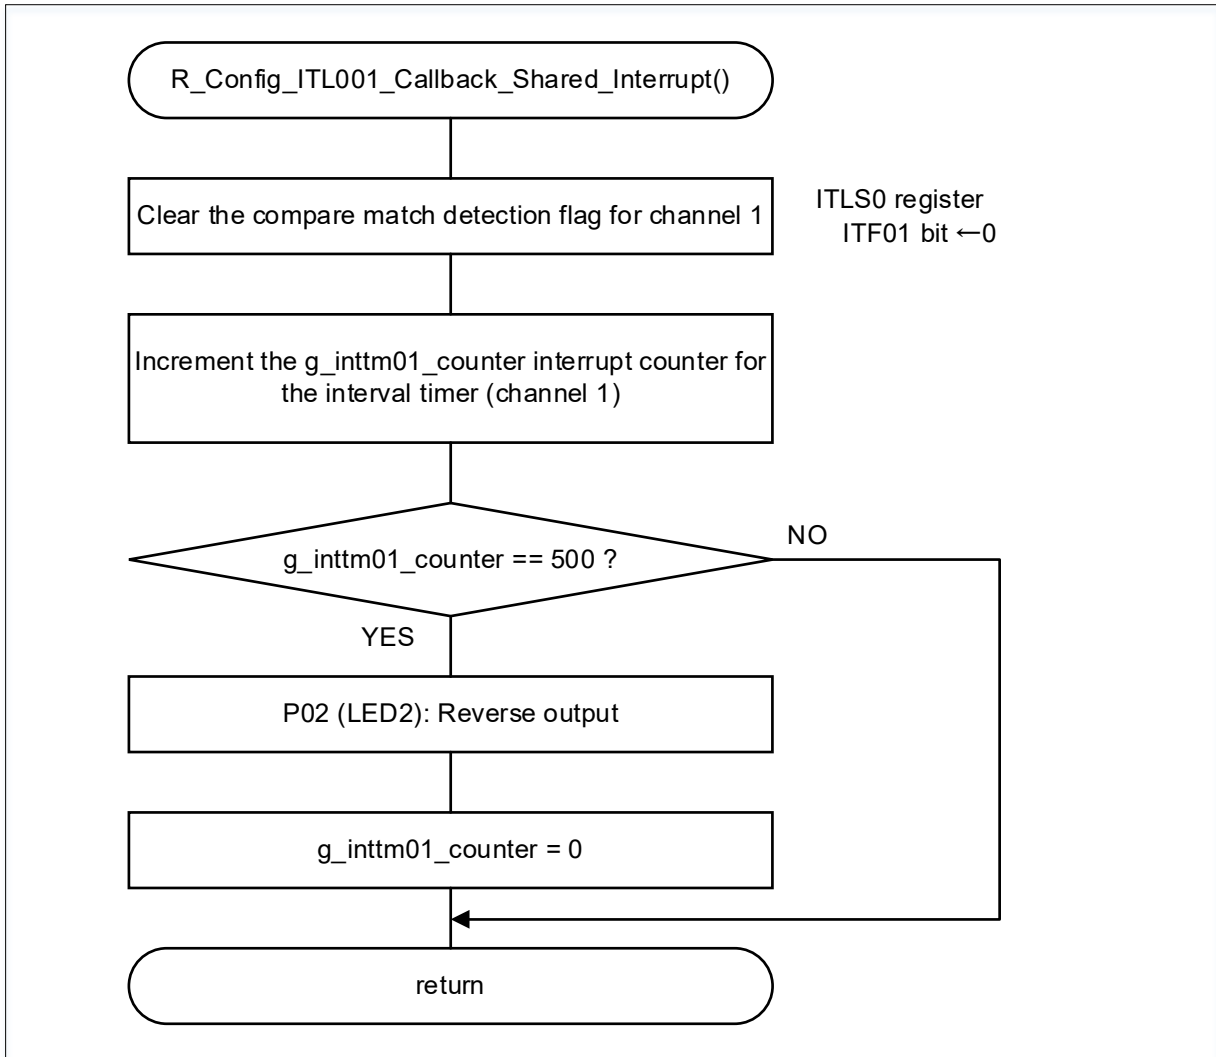 R_Config_ITL001_Callback_Shared_Interrupt()
Clear the compare match detection flag for channel 1
ITLS0 register
ITF01 bit ←0
Increment the g_inttm01_counter interrupt counter for
the interval timer (channel 1)
g_inttm01_counter == 500 ?
NO
YES
P02 (LED2): Reverse output
g_inttm01_counter = 0
return